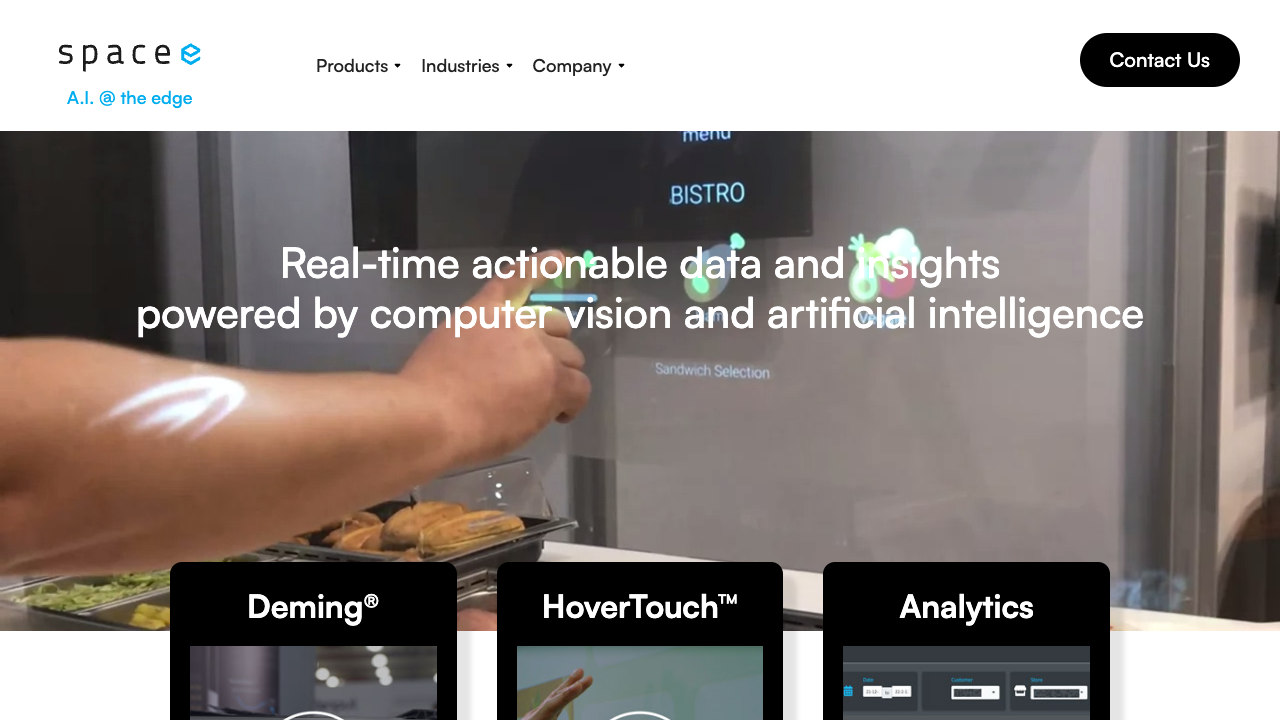 space
A.I. @ the edge
Products
Industries
Company
Contact Us
menu
BISTRO
Real-time actionable data and insights
powered by computer vision and artificial intelligence
Sandwich Selection
Deming®
HoverTouch™
Analytics
Date
to
Customer
Store